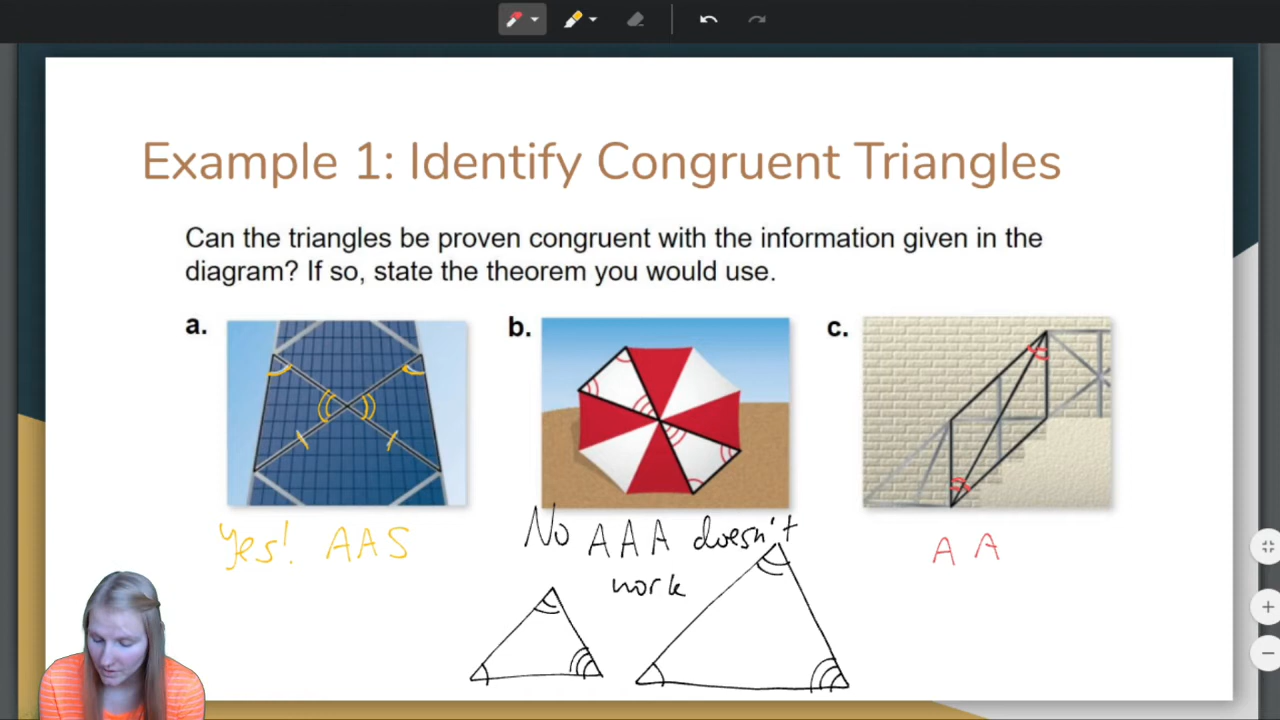 Example 1: Identify Congruent Triangles
Can the triangles be proven congruent with the information given in the
diagram? If so, state the theorem you would use.
a.
b.
c.
Yes! AAS
No AAA doesn't
work
A A